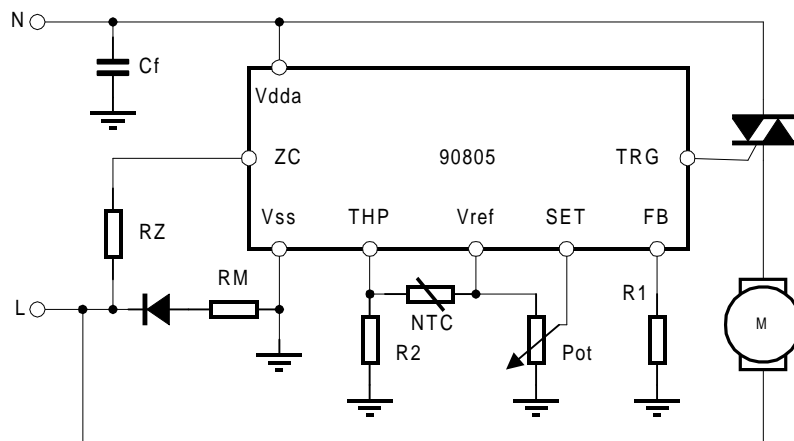 N
Cf
Vdda
ZC
90805
TRG
RZ
Vss
THP
Vref
SET
FB
L
RM
NTC
R2
Pot
R1
M